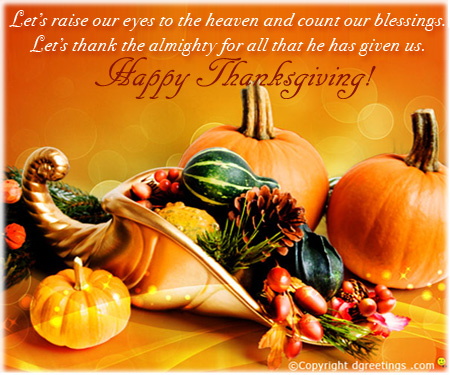 Let's raise our eyes to the heaven and count our blessings.
Let's thank the almighty for all that he has given us.
Happy Thanksgiving!
©Copyright dgreetings .com